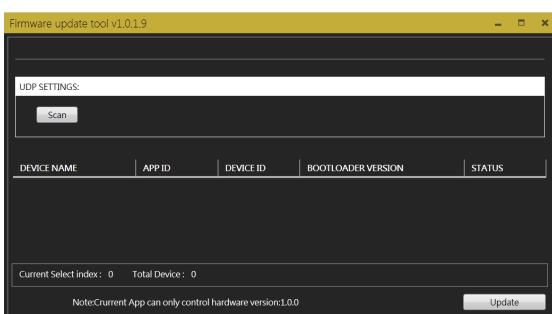 Firmware update tool v1.0.1.9
UDP SETTINGS:
Scan
DEVICE NAME APP ID DEVICE ID BOOTLOADER VERSION STATUS
Current Select index : 0 Total Device : 0
Note:Crurrent App can only control hardware version:1.0.0 Update